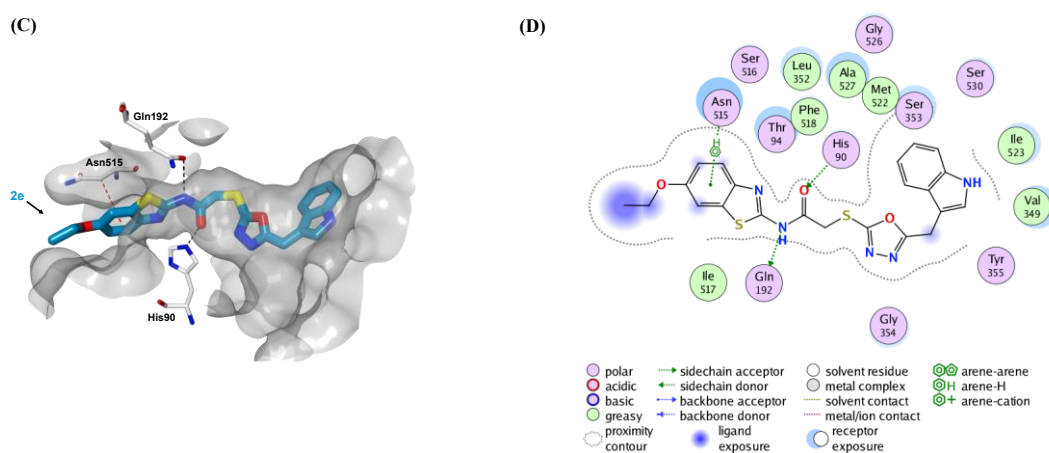 (C)
Gln192
Asn515
2e
His90
(D)
Gly
526
Ser
516
Leu
352
Ala
527
Met
522
Ser
530
Asn
515
Thr
94
Phe
518
Ser
353
His
90
Ile
523
Val
349
H
O
N
O
O
NH
S
N
H
S
N
N
Ile
517
Gln
192
Tyr
355
Gly
354
polar
acidic
basic
greasy
proximity
contour
sidechain acceptor
sidechain donor
backbone acceptor
backbone donor
ligand
exposure
solvent residue
metal complex
solvent contact
metal/ion contact
receptor
exposure
arene-arene
H arene-H
+ arene-cation